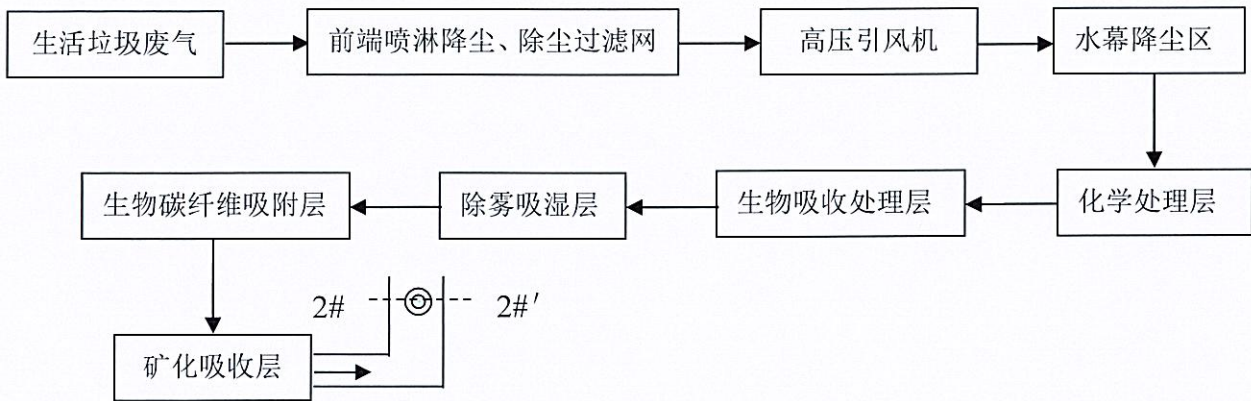 生活垃圾废气
前端喷淋降尘、除尘过滤网
高压引风机
水幕降尘区
化学处理层
生物吸收处理层
除雾吸湿层
生物碳纤维吸附层
矿化吸收层
2#
2#′